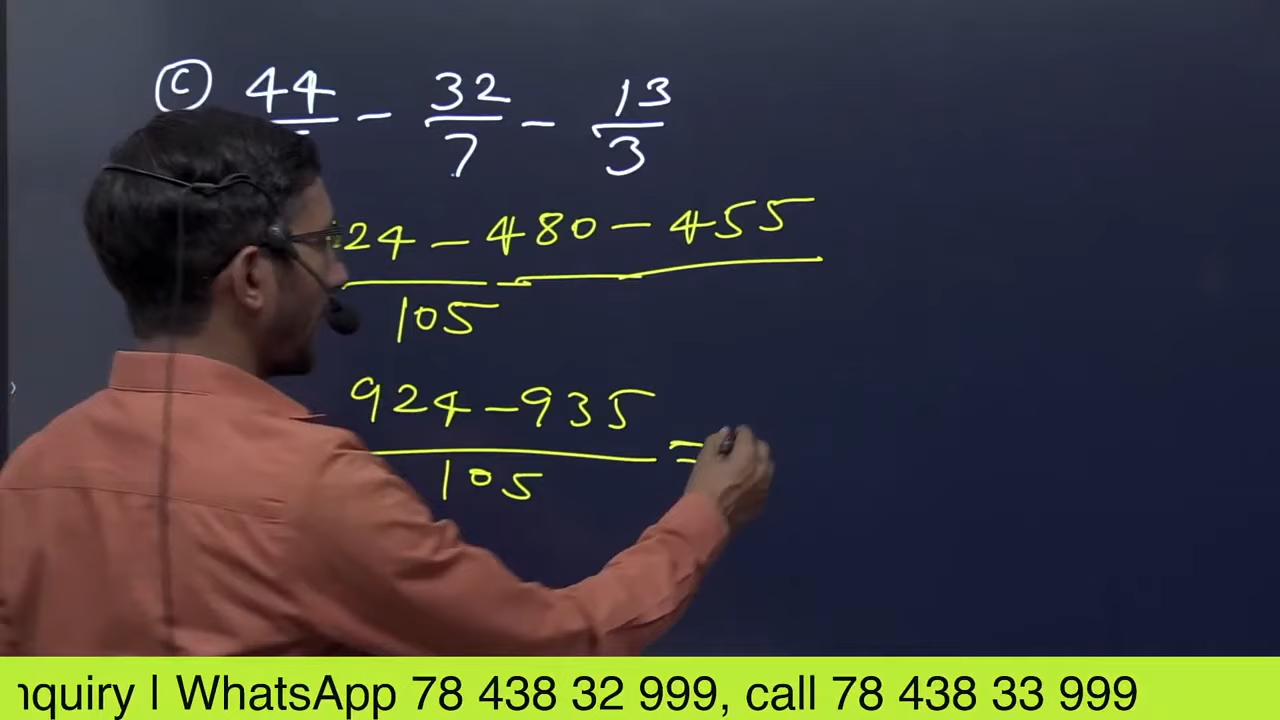 C 44 - 32/7 - 13/3
24 - 480 - 455
105
924 - 935 =
105
nquiry | WhatsApp 78 438 32 999, call 78 438 33 999